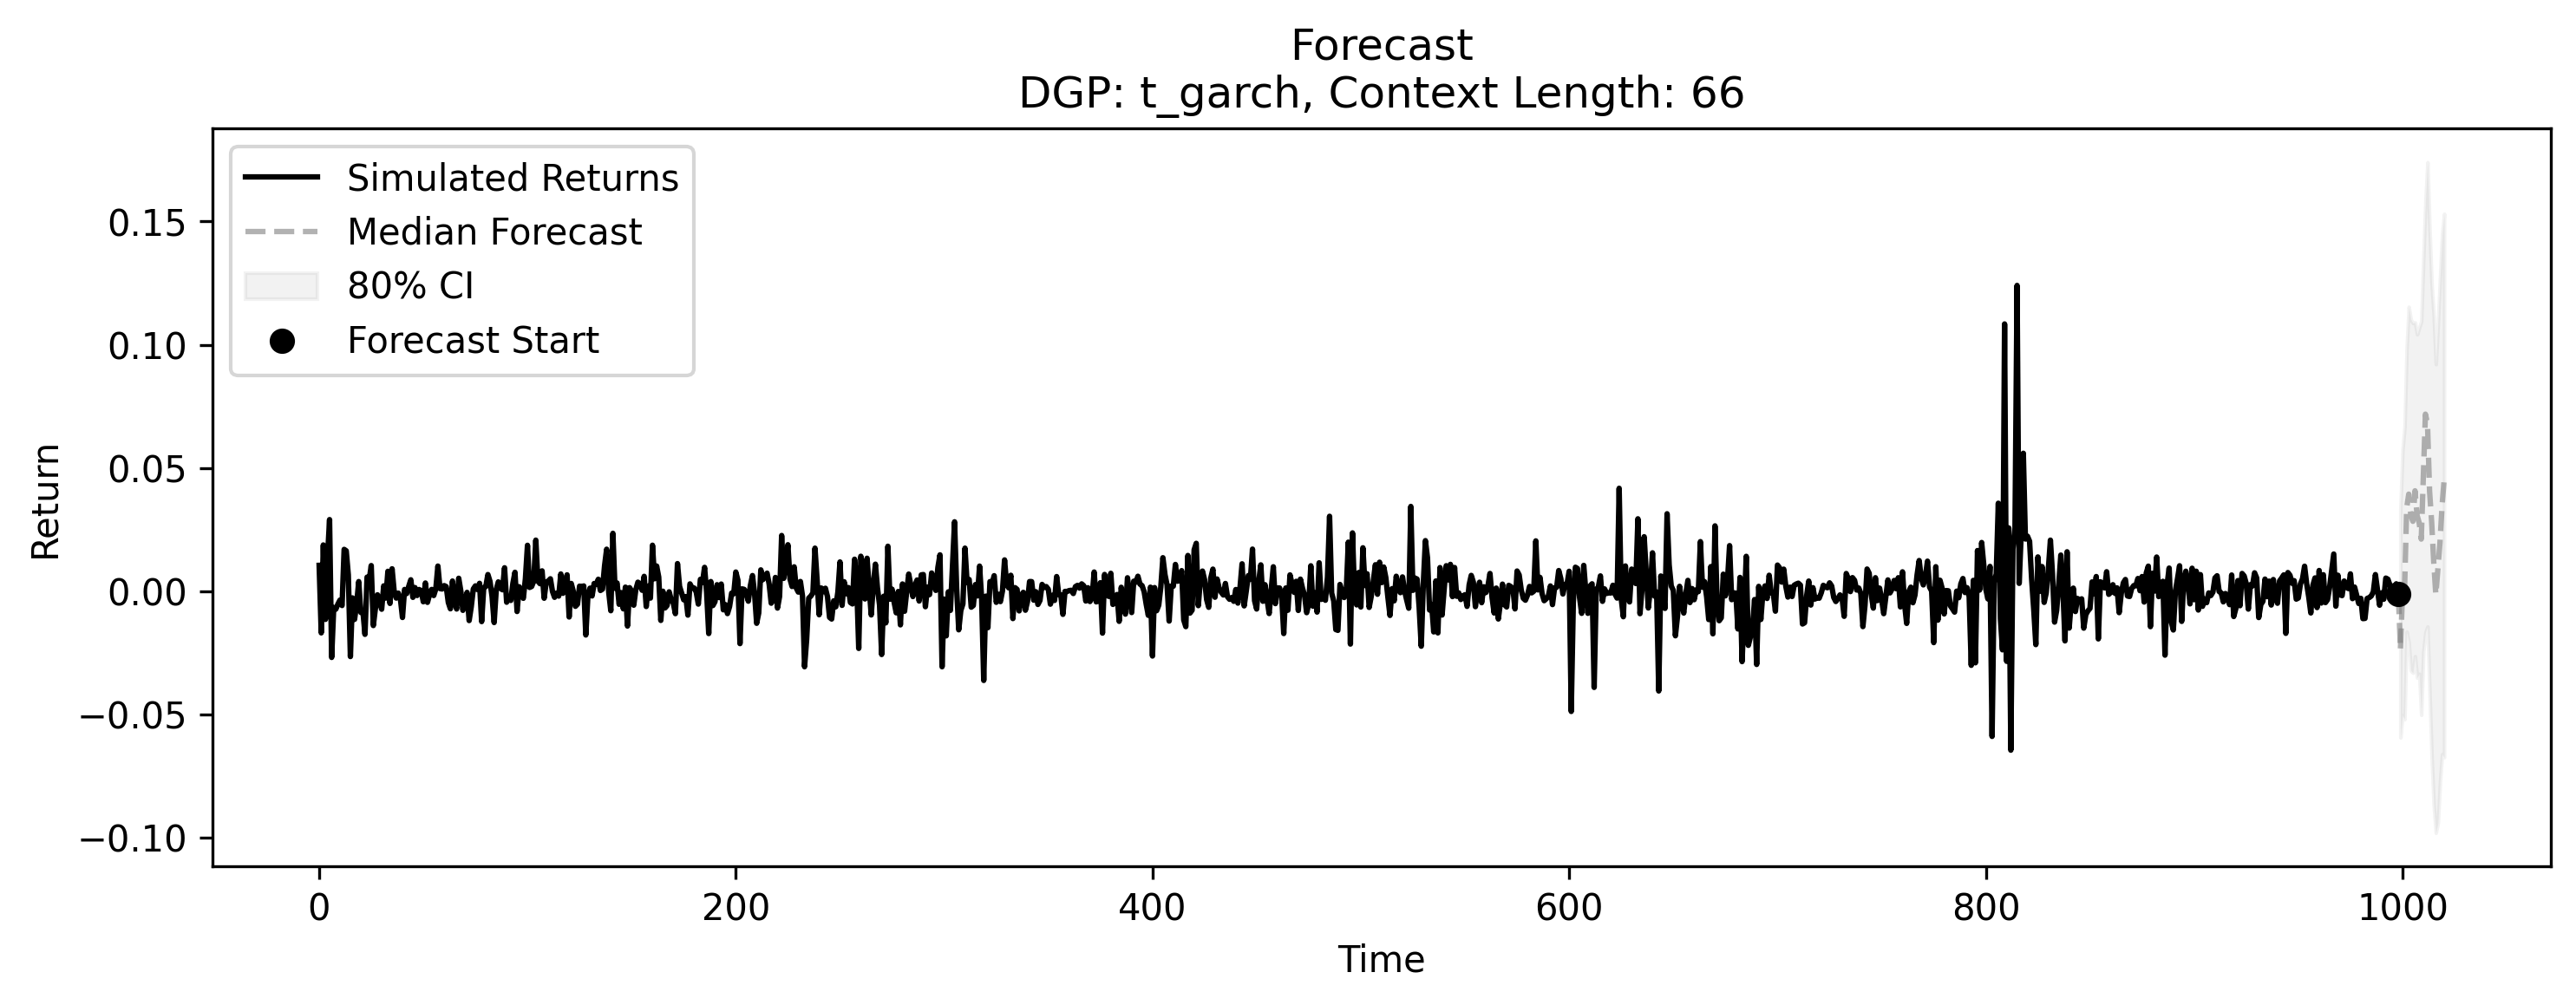 Forecast
DGP: t_garch, Context Length: 66
Simulated Returns
Median Forecast
80% CI
Forecast Start
Return
0.15
0.10
0.05
0.00
−0.05
−0.10
0
200
400
600
800
1000
Time